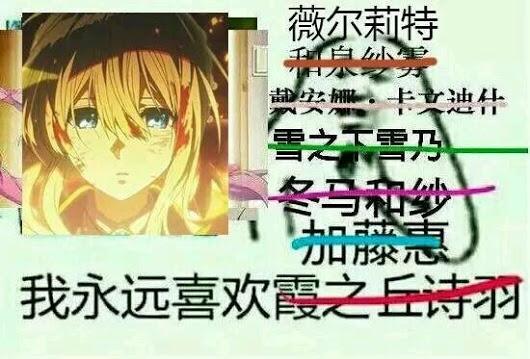 薇尔莉特
和泉纱雾
戴安娜·卡文迪什
雪之下雪乃
冬马和纱
加藤惠
我永远喜欢霞之丘诗羽